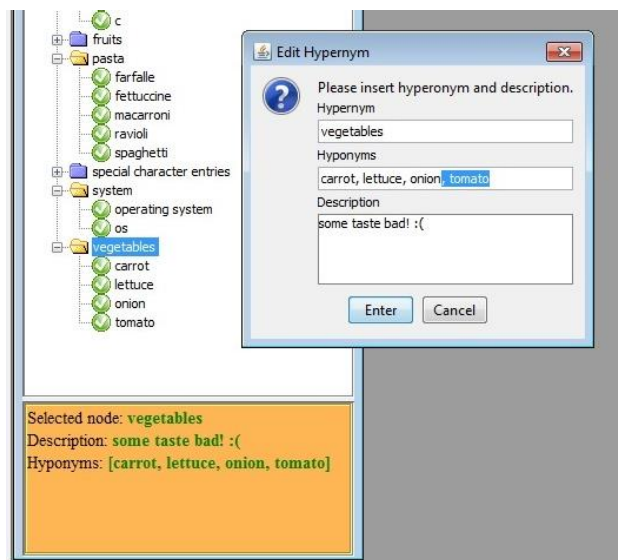 c
fruits
pasta
farfalle
fettuccine
macarroni
ravioli
spaghetti
special character entries
system
operating system
os
vegetables
carrot
lettuce
onion
tomato
Edit Hypernym
Please insert hyperonym and description.
Hypernym
vegetables
Hyponyms
carrot, lettuce, onion, tomato
Description
some taste bad! :(
Enter
Cancel
Selected node: vegetables
Description: some taste bad! :(
Hyponyms: [carrot, lettuce, onion, tomato]